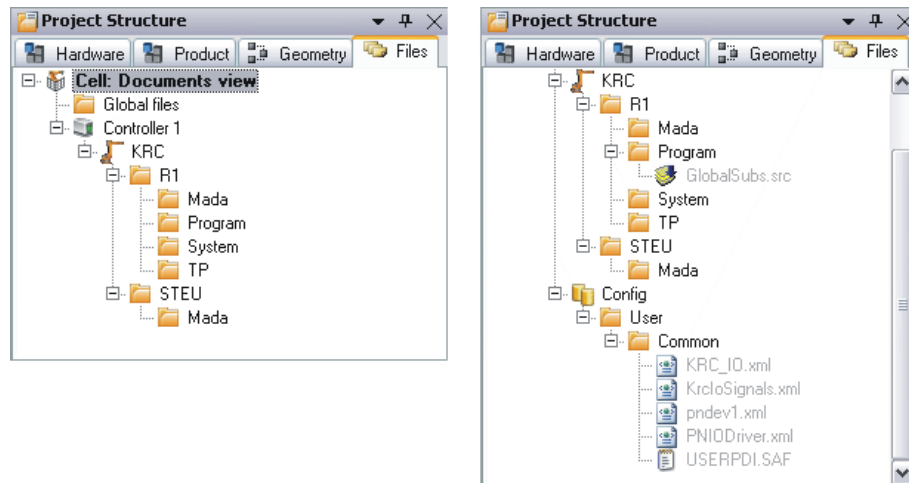 Project Structure
Hardware Product Geometry Files
Cell: Documents view
Global files
Controller 1
KRC
R1
Mada
Program
System
TP
STEU
Mada
Project Structure
Hardware Product Geometry Files
KRC
R1
Mada
Program
GlobalSubs.src
System
TP
STEU
Mada
Config
User
Common
KRC_IO.xml
KrcIoSignals.xml
pndev1.xml
PNIODriver.xml
USERPDI.SAF